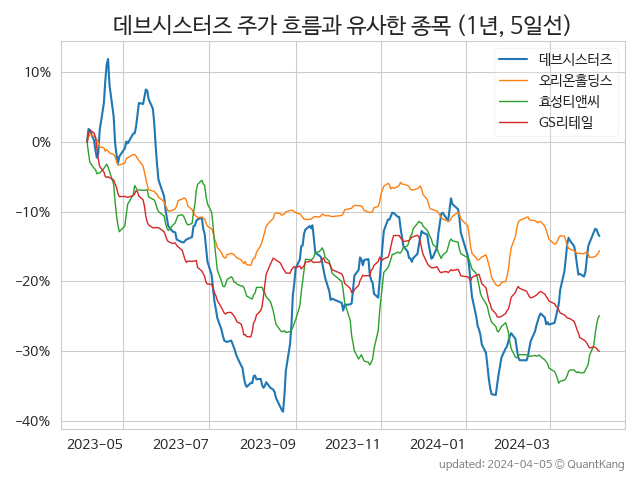 데브시스터즈 주가 흐름과 유사한 종목 (1년, 5일선)
데브시스터즈
오리온홀딩스
효성티앤씨
GS리테일
10%
0%
−10%
−20%
−30%
−40%
2023-05 2023-07 2023-09 2023-11 2024-01 2024-03
updated: 2024-04-05 © QuantKang